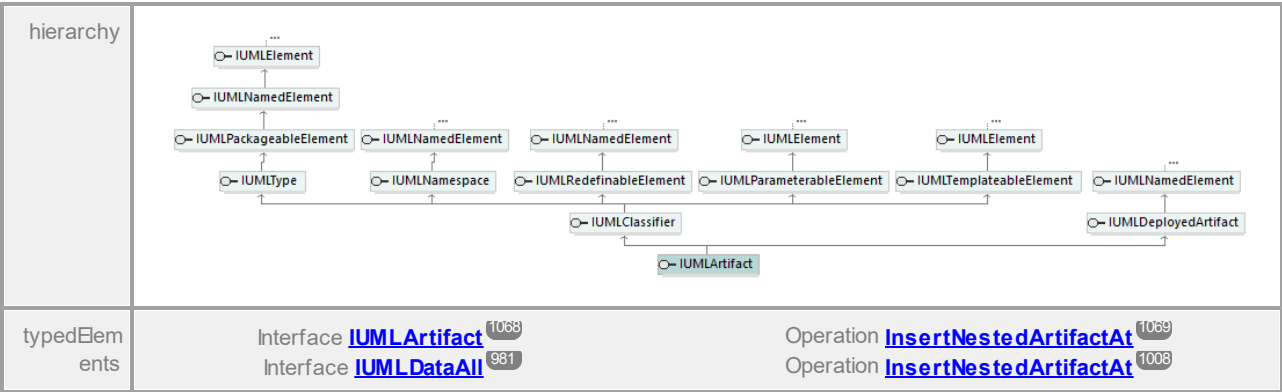 hierarchy
...
IUMLElement
IUMLNamedElement
... ... ... ...
IUMLPackageableElement IUMLNamedElement IUMLNamedElement IUMLElement IUMLElement
...
IUMLType IUMLNamespace IUMLRedefinableElement IUMLParameterableElement IUMLTemplateableElement IUMLNamedElement
IUMLClassifier IUMLDeployedArtifact
IUMLArtifact
typedElem
ents
Interface IUMLArtifact 1068
Interface IUMLDataAll 981
Operation InsertNestedArtifactAt 1069
Operation InsertNestedArtifactAt 1008